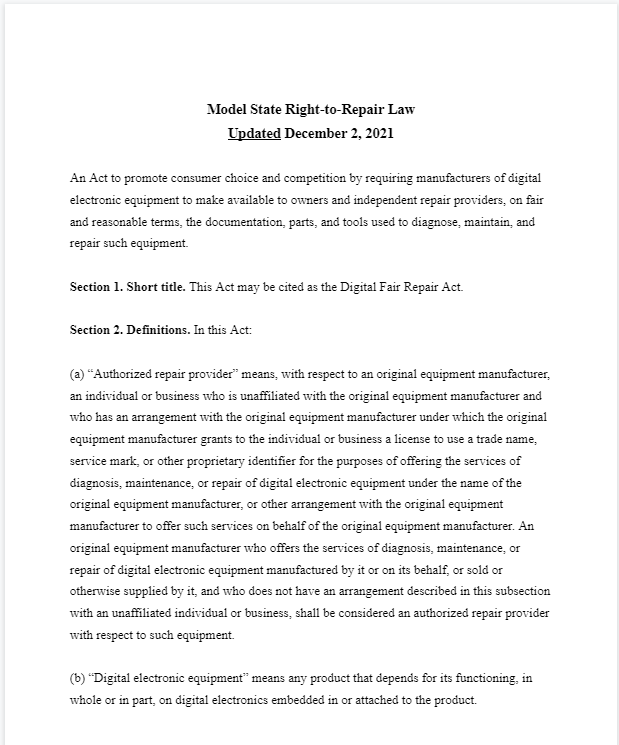 Model State Right-to-Repair Law
Updated December 2, 2021
An Act to promote consumer choice and competition by requiring manufacturers of digital
electronic equipment to make available to owners and independent repair providers, on fair
and reasonable terms, the documentation, parts, and tools used to diagnose, maintain, and
repair such equipment.
Section 1. Short title. This Act may be cited as the Digital Fair Repair Act.
Section 2. Definitions. In this Act:
(a) “Authorized repair provider” means, with respect to an original equipment manufacturer,
an individual or business who is unaffiliated with the original equipment manufacturer and
who has an arrangement with the original equipment manufacturer under which the original
equipment manufacturer grants to the individual or business a license to use a trade name,
service mark, or other proprietary identifier for the purposes of offering the services of
diagnosis, maintenance, or repair of digital electronic equipment under the name of the
original equipment manufacturer, or other arrangement with the original equipment
manufacturer to offer such services on behalf of the original equipment manufacturer. An
original equipment manufacturer who offers the services of diagnosis, maintenance, or
repair of digital electronic equipment manufactured by it or on its behalf, or sold or
otherwise supplied by it, and who does not have an arrangement described in this subsection
with an unaffiliated individual or business, shall be considered an authorized repair provider
with respect to such equipment.
(b) “Digital electronic equipment” means any product that depends for its functioning, in
whole or in part, on digital electronics embedded in or attached to the product.